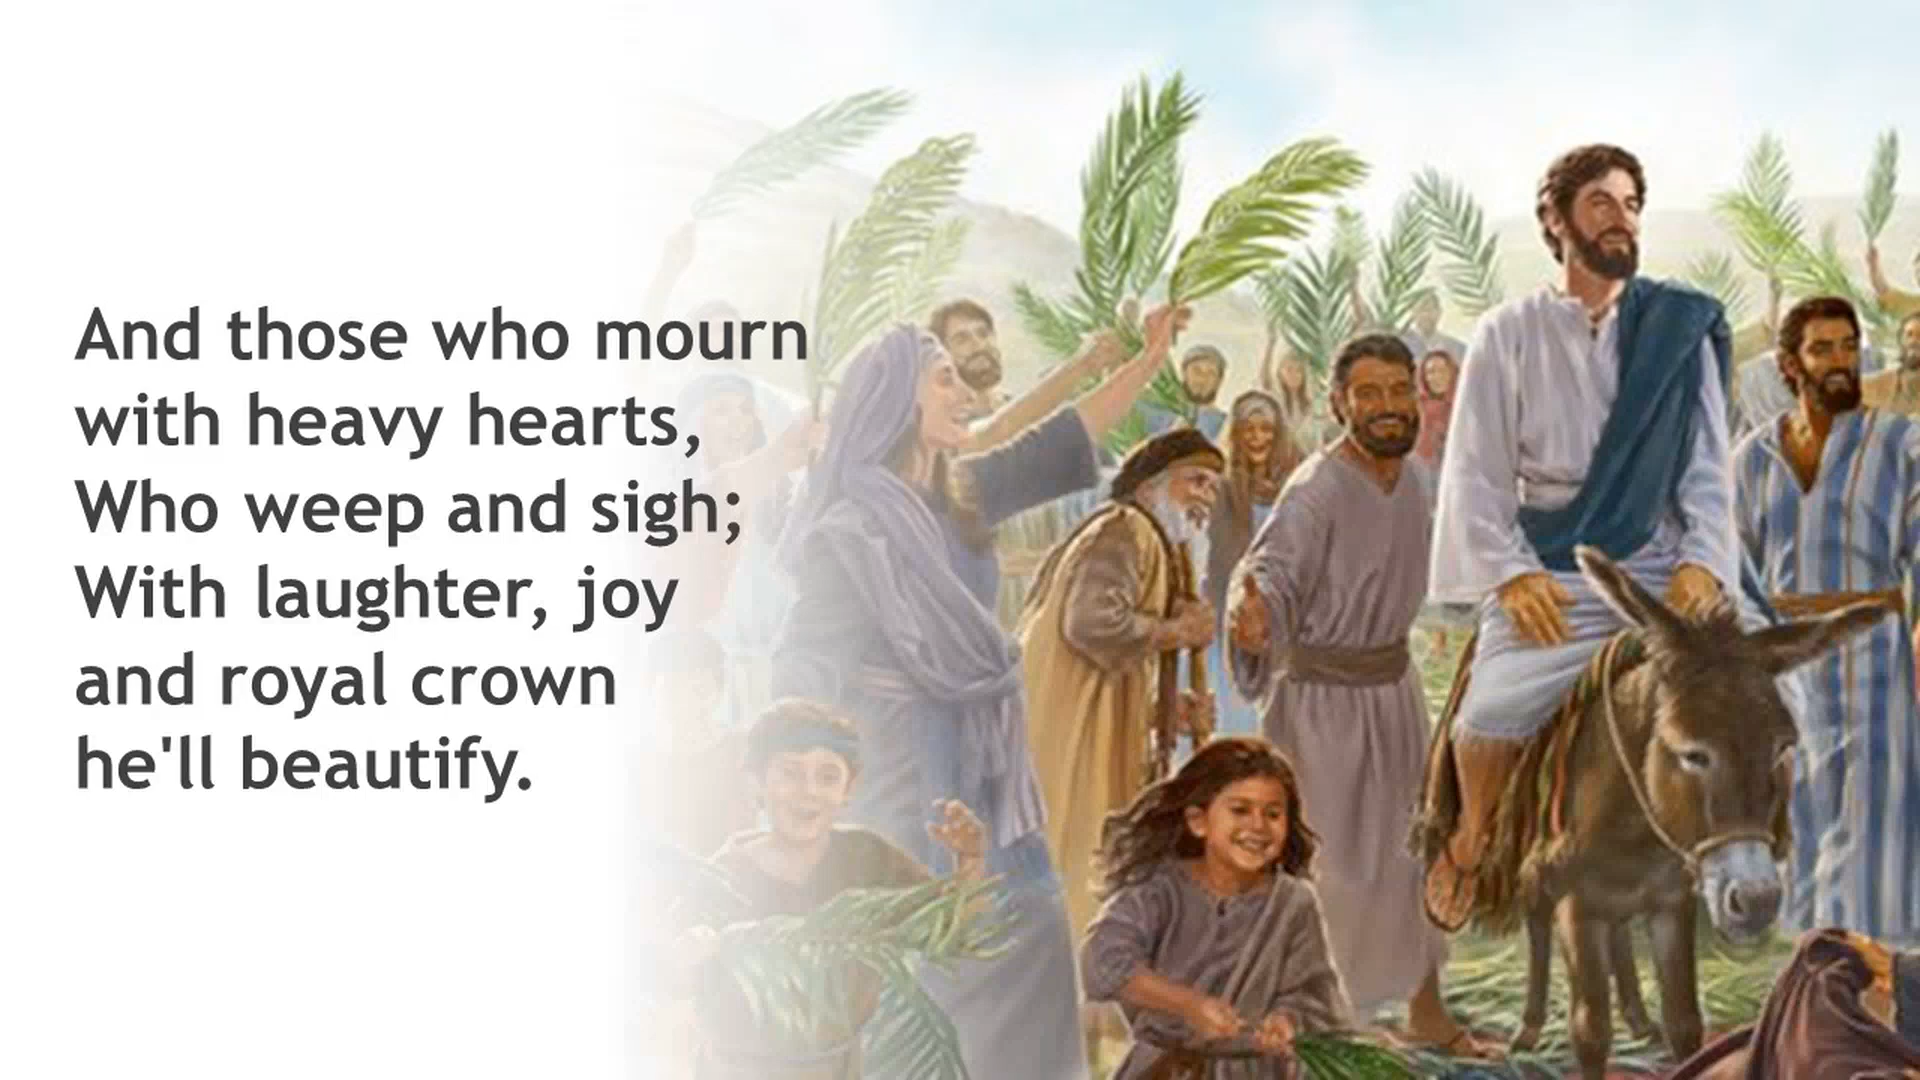 And those who mourn
with heavy hearts,
Who weep and sigh;
With laughter, joy
and royal crown
he'll beautify.